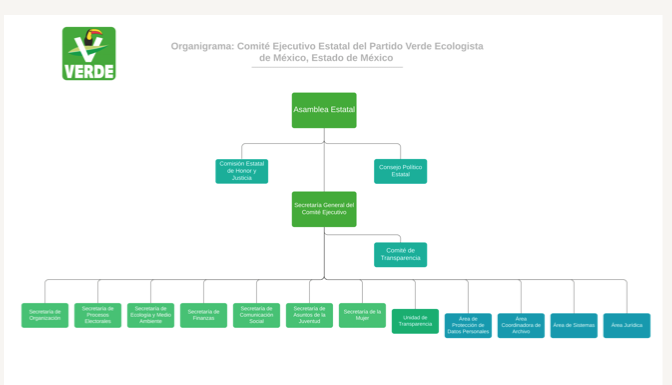 VERDE
Organigrama: Comité Ejecutivo Estatal del Partido Verde Ecologista
de México, Estado de México
Asamblea Estatal
Comisión Estatal
de Honor y
Justicia
Consejo Político
Estatal
Secretaría General del
Comité Ejecutivo
Comité de
Transparencia
Secretaría de
Organización
Secretaría de
Procesos
Electorales
Secretaría de
Ecología y Medio
Ambiente
Secretaría de
Finanzas
Secretaría de
Comunicación
Social
Secretaría de
Asuntos de la
Juventud
Secretaría de la
Mujer
Unidad de
Transparencia
Area de
Protección de
Datos Personales
Área
Coordinadora de
Archivo
Area de Sistemas
Area Jurídica